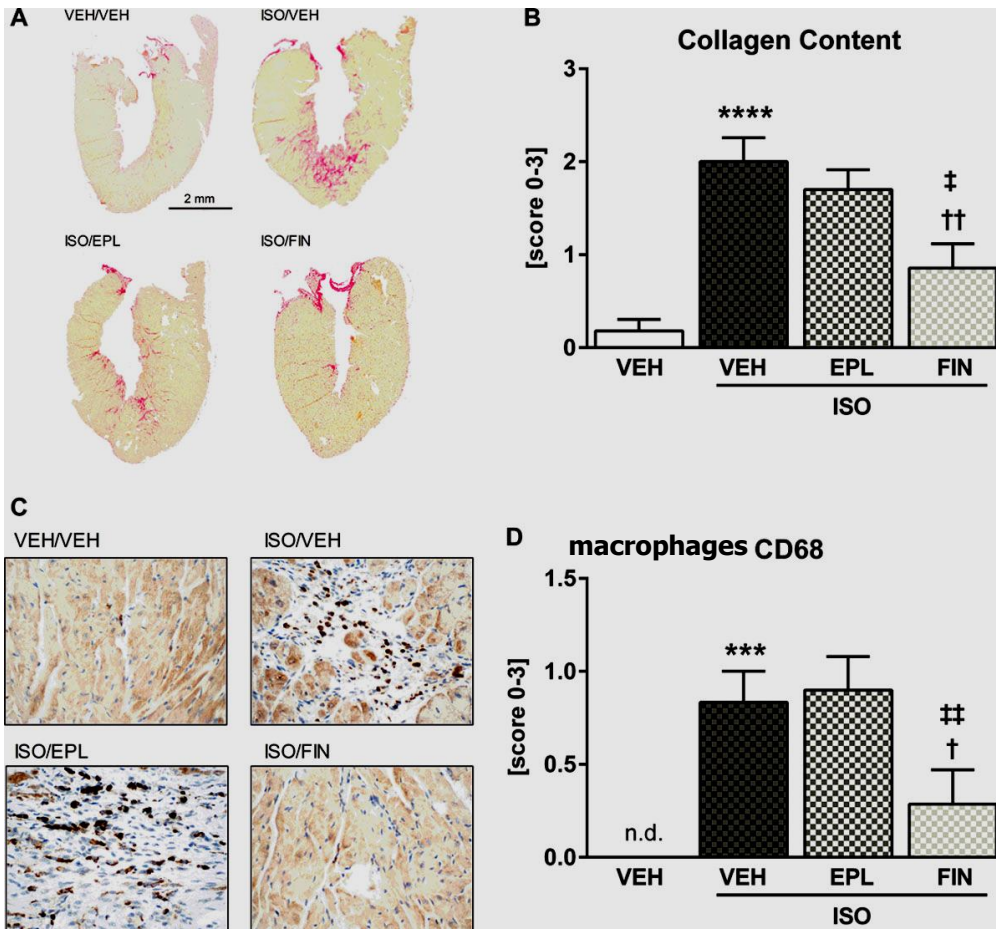 A
VEH/VEH
ISO/VEH
2 mm
ISO/EPL
ISO/FIN
B
Collagen Content
[score 0-3]
3
2
1
0
****
‡
††
VEH
VEH
EPL
FIN
ISO
C
VEH/VEH
ISO/VEH
ISO/EPL
ISO/FIN
D
macrophages CD68
[score 0-3]
1.5
1.0
0.5
0.0
n.d.
***
‡‡
†
VEH
VEH
EPL
FIN
ISO